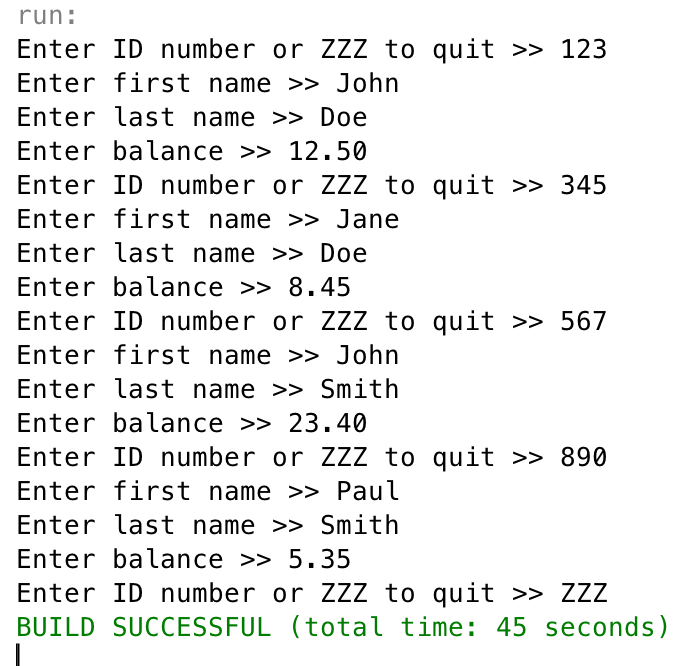 run:
Enter ID number or ZZZ to quit >> 123
Enter first name >> John
Enter last name >> Doe
Enter balance >> 12.50
Enter ID number or ZZZ to quit >> 345
Enter first name >> Jane
Enter last name >> Doe
Enter balance >> 8.45
Enter ID number or ZZZ to quit >> 567
Enter first name >> John
Enter last name >> Smith
Enter balance >> 23.40
Enter ID number or ZZZ to quit >> 890
Enter first name >> Paul
Enter last name >> Smith
Enter balance >> 5.35
Enter ID number or ZZZ to quit >> ZZZ
BUILD SUCCESSFUL (total time: 45 seconds)